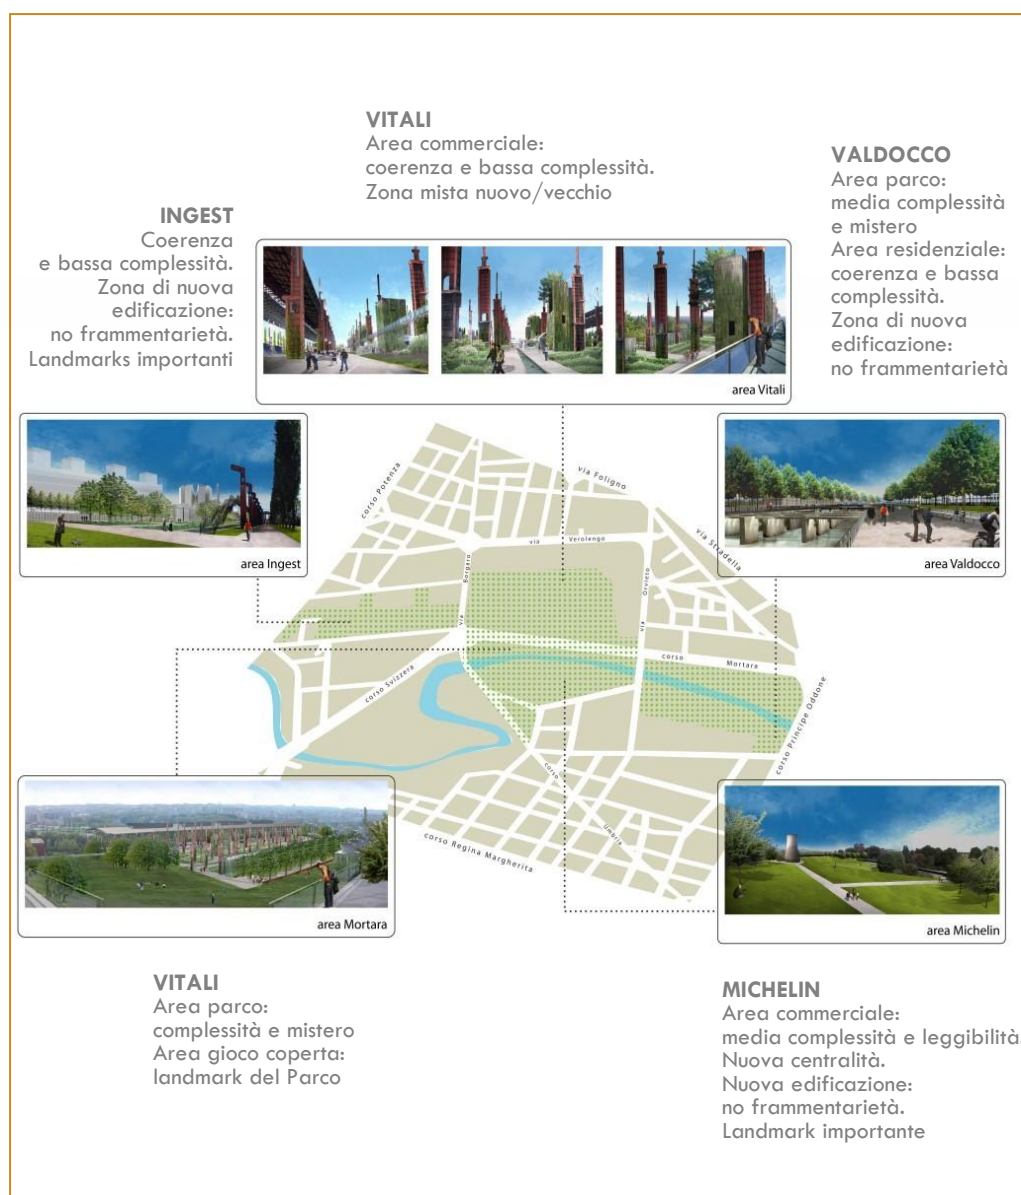 VITALI
Area commerciale:
coerenza e bassa complessità.
Zona mista nuovo/vecchio
VALDOCCO
Area parco:
media complessità
e mistero
Area residenziale:
coerenza e bassa
complessità.
Zona di nuova
edificazione:
no frammentarietà
INGEST
Coerenza
e bassa complessità.
Zona di nuova
edificazione:
no frammentarietà.
Landmarks importanti
area Vitali
area Ingest
area Valdocco
corso Potenza
via Foligno
via Stradella
via Verolengo
via Borgaro
via Orvieto
corso Mortara
corso Svizzera
corso Principe Oddone
corso Umbria
corso Regina Margherita
area Mortara
area Michelin
VITALI
Area parco:
complessità e mistero
Area gioco coperta:
landmark del Parco
MICHELIN
Area commerciale:
media complessità e leggibilità.
Nuova centralità.
Nuova edificazione:
no frammentarietà.
Landmark importante